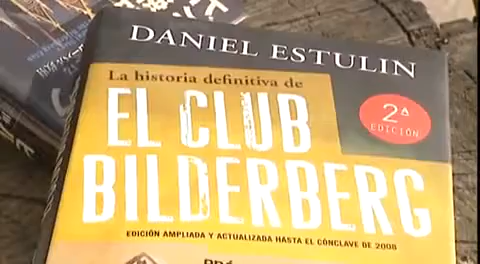 DANIEL ESTULIN
La historia definitiva de
EL CLUB
BILDERBERG
2ª
EDICIÓN
EDICIÓN AMPLIADA Y ACTUALIZADA HASTA EL CÓNCLAVE DE 2008